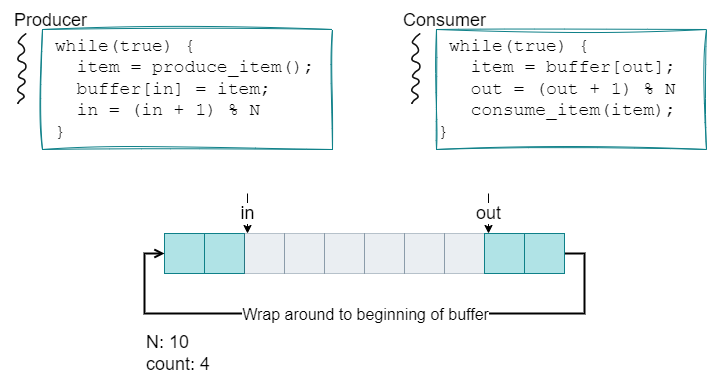 Producer
while(true) {
item = produce_item();
buffer[in] = item;
in = (in + 1) % N
}
Consumer
while(true) {
item = buffer[out];
out = (out + 1) % N
consume_item(item);
}
in
out
Wrap around to beginning of buffer
N: 10
count: 4